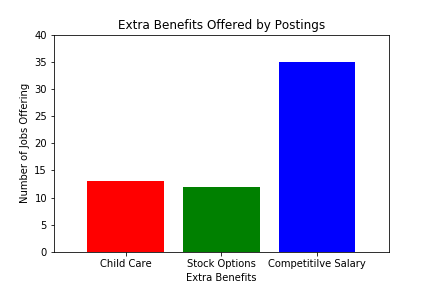 Extra Benefits Offered by Postings
Number of Jobs Offering
40
35
30
25
20
15
10
5
0
Child Care Stock Options Competitilve Salary
Extra Benefits